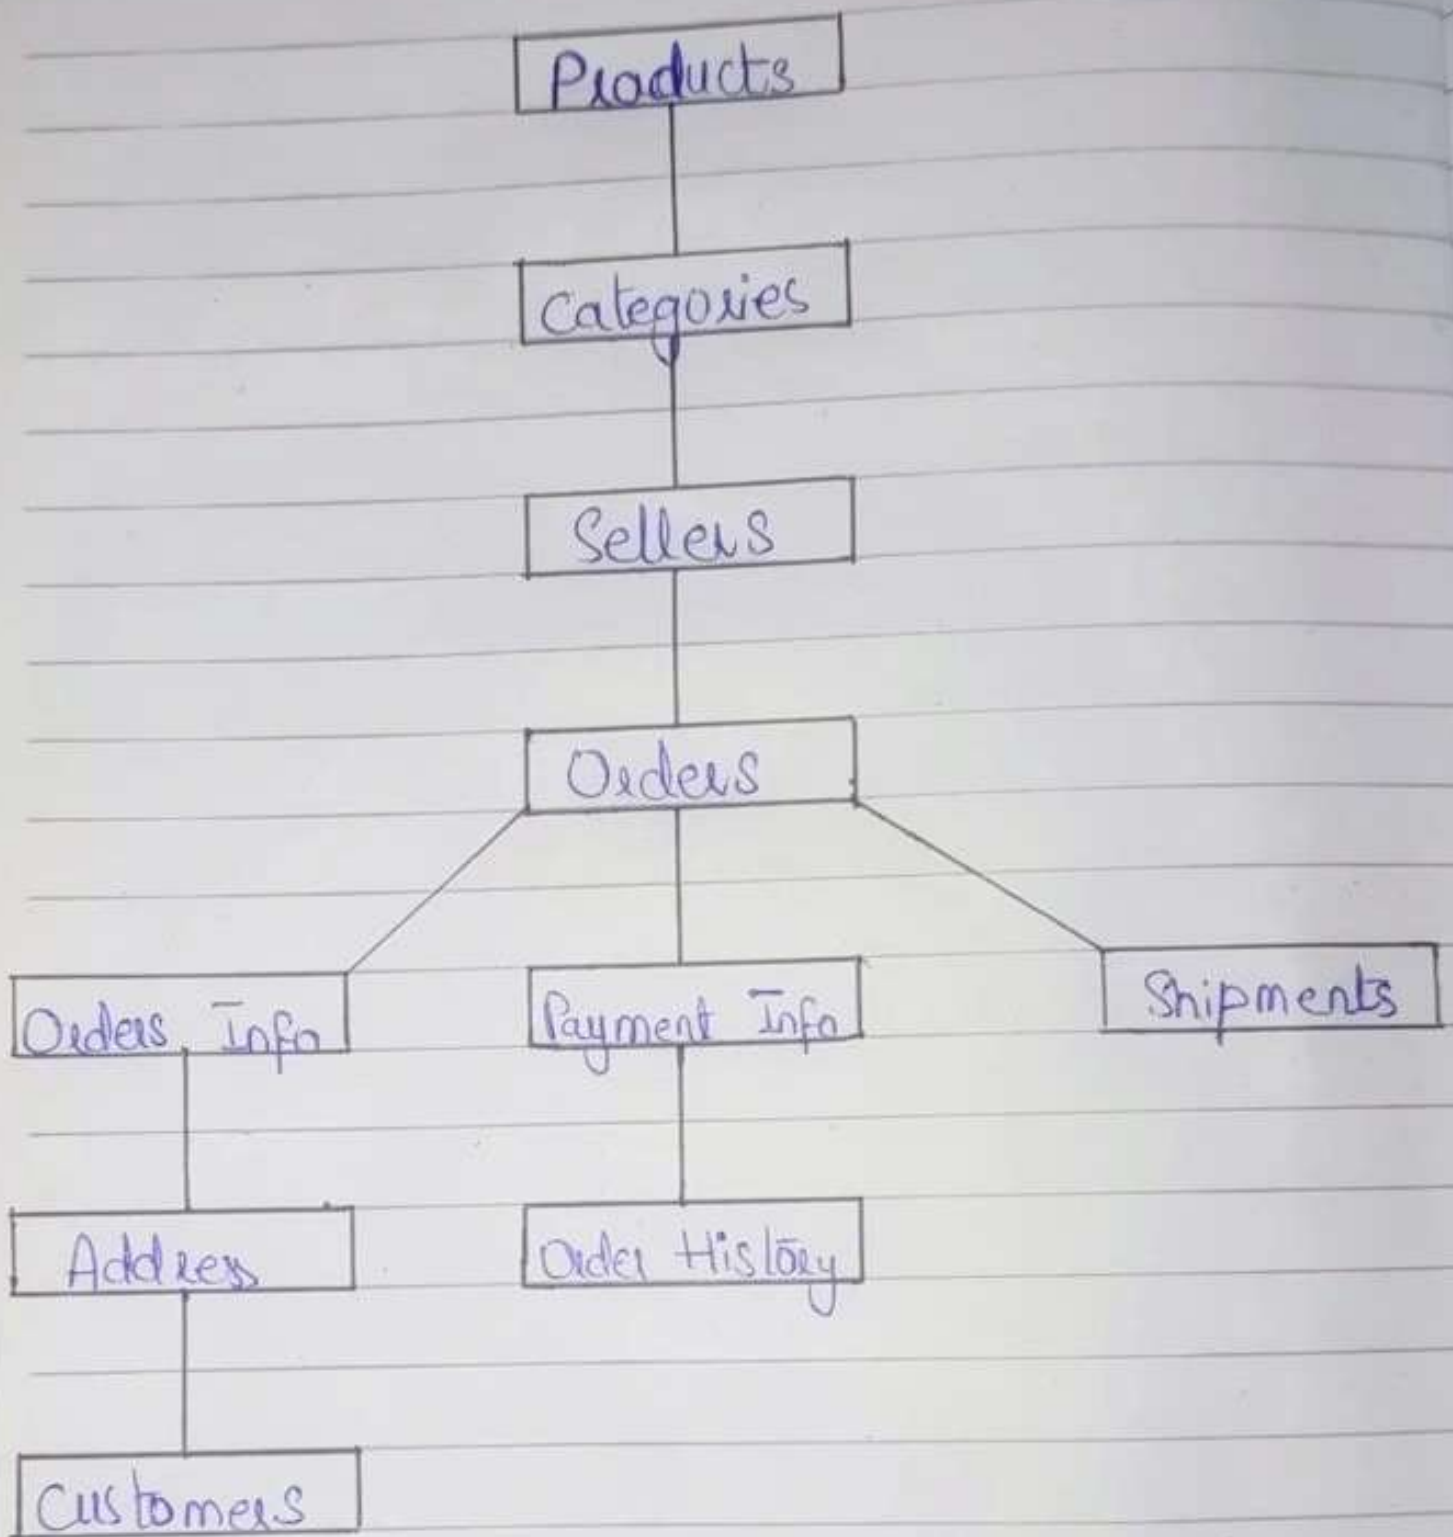 Products
Categories
Sellers
Orders
Orders Info
Payment Info
Shipments
Address
Order History
Customers